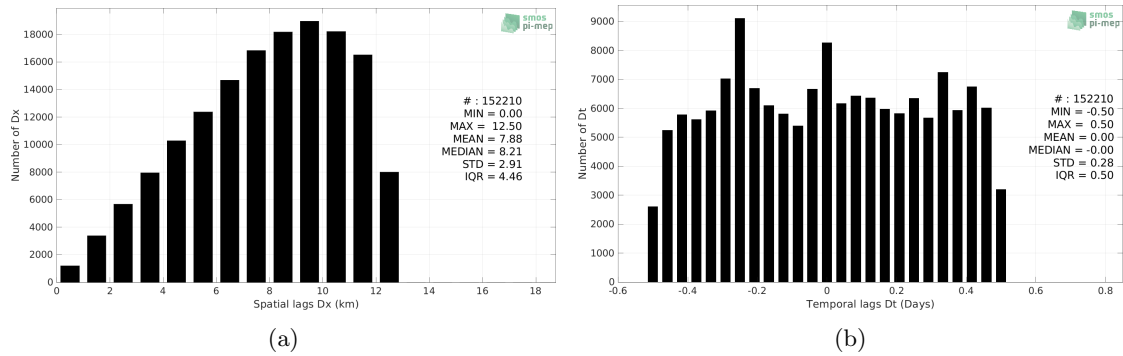 smos
pi-mep
18000
16000
14000
12000
10000
8000
6000
4000
2000
0
Number of Dx
# : 152210
MIN = 0.00
MAX = 12.50
MEAN = 7.88
MEDIAN = 8.21
STD = 2.91
IQR = 4.46
0 2 4 6 8 10 12 14 16 18
Spatial lags Dx (km)
(a)
smos
pi-mep
9000
8000
7000
6000
5000
4000
3000
2000
1000
0
Number of Dt
# : 152210
MIN = -0.50
MAX = 0.50
MEAN = 0.00
MEDIAN = -0.00
STD = 0.28
IQR = 0.50
-0.6 -0.4 -0.2 0 0.2 0.4 0.6 0.8
Temporal lags Dt (Days)
(b)